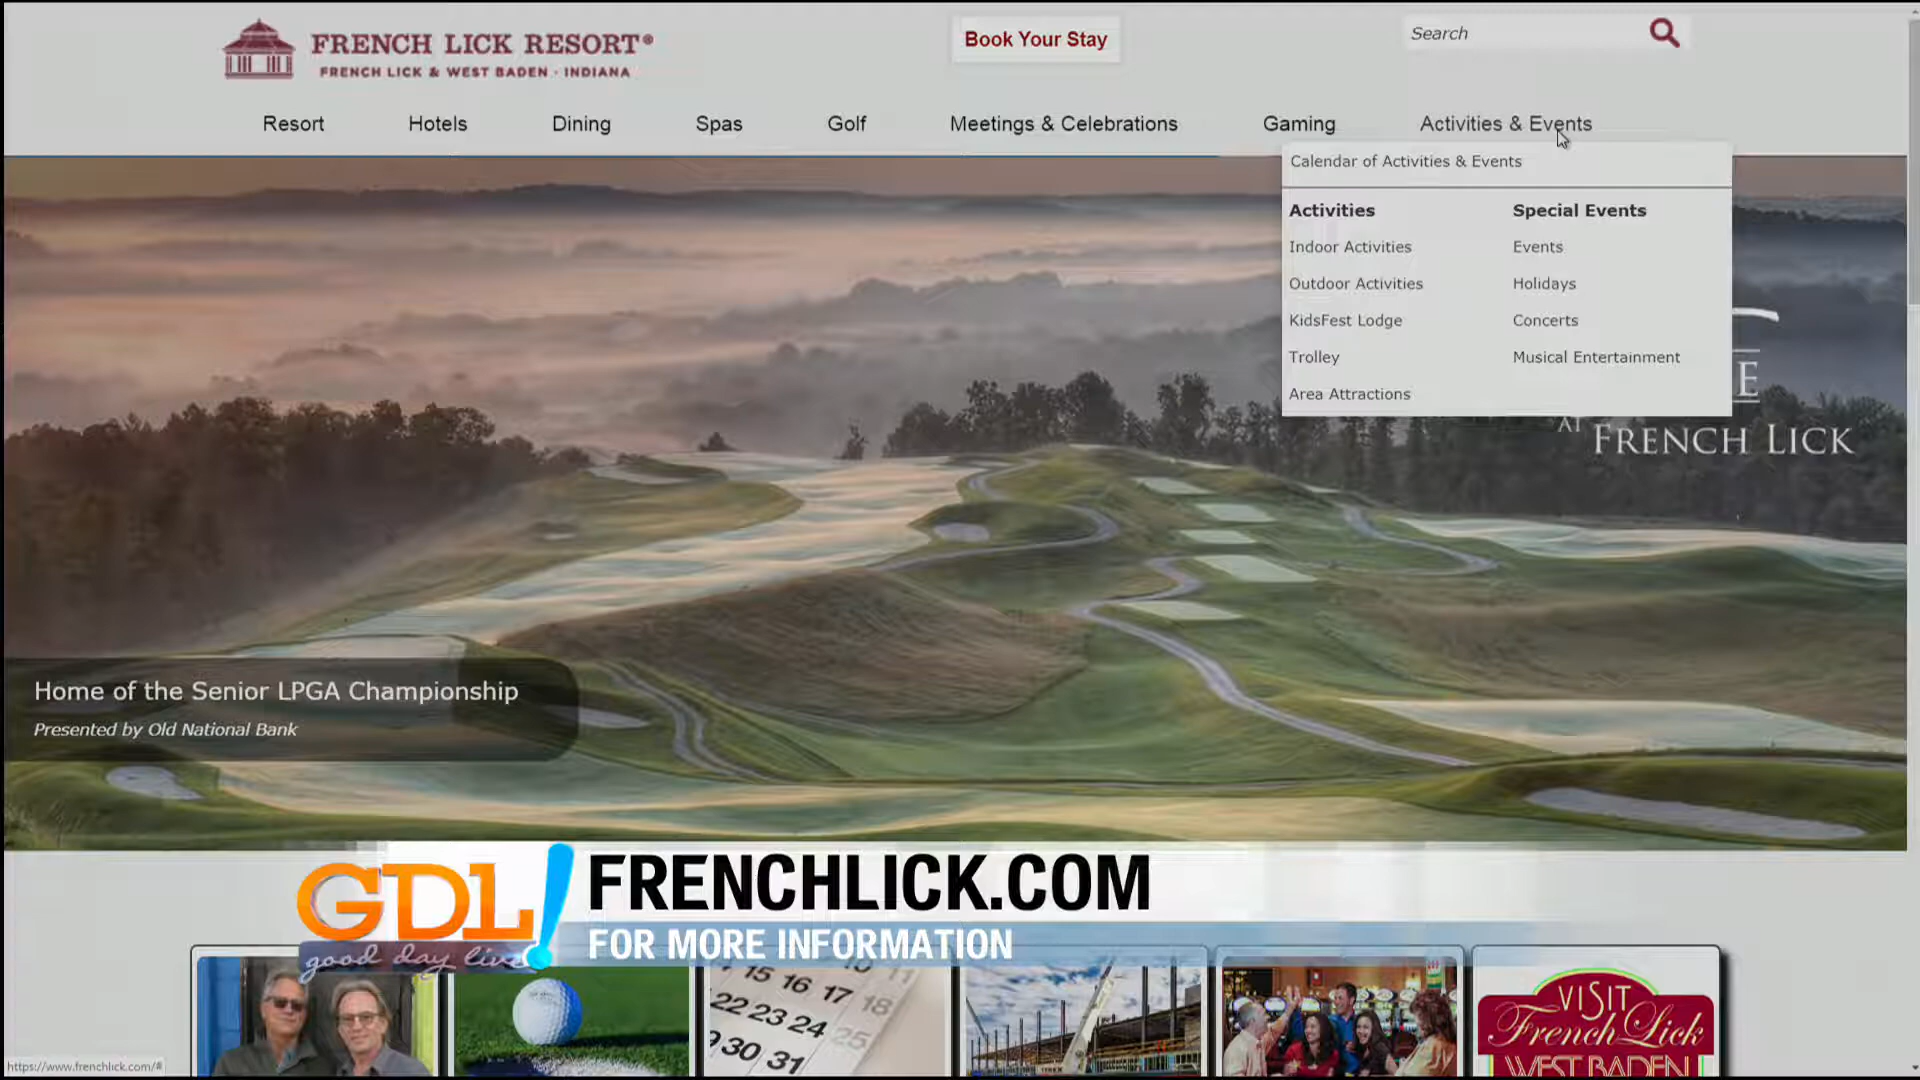 FRENCH LICK RESORT®
FRENCH LICK & WEST BADEN · INDIANA
Book Your Stay
Search
Resort
Hotels
Dining
Spas
Golf
Meetings & Celebrations
Gaming
Activities & Events
Calendar of Activities & Events
Activities
Indoor Activities
Outdoor Activities
KidsFest Lodge
Trolley
Area Attractions
Special Events
Events
Holidays
Concerts
Musical Entertainment
AT
FRENCH LICK
Home of the Senior LPGA Championship
Presented by Old National Bank
GDL!
good day live
FRENCHLICK.COM
FOR MORE INFORMATION
10 11
15 16 17 18
22 23 24 25
30 31
VISIT
French Lick
WEST BADEN
https://www.frenchlick.com/#